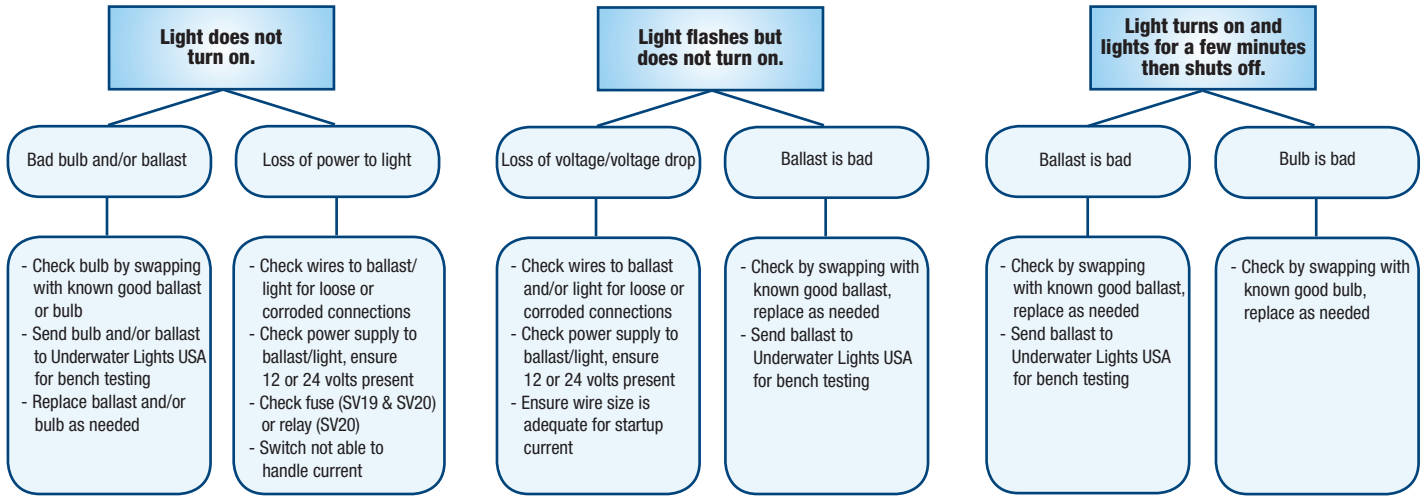 Light does not
turn on.
Bad bulb and/or ballast
- Check bulb by swapping
with known good ballast
or bulb
- Send bulb and/or ballast
to Underwater Lights USA
for bench testing
- Replace ballast and/or
bulb as needed
Loss of power to light
- Check wires to ballast/
light for loose or
corroded connections
- Check power supply to
ballast/light, ensure
12 or 24 volts present
- Check fuse (SV19 & SV20)
or relay (SV20)
- Switch not able to
handle current
Light flashes but
does not turn on.
Loss of voltage/voltage drop
- Check wires to ballast
and/or light for loose or
corroded connections
- Check power supply to
ballast/light, ensure
12 or 24 volts present
- Ensure wire size is
adequate for startup
current
Ballast is bad
- Check by swapping with
known good ballast,
replace as needed
- Send ballast to
Underwater Lights USA
for bench testing
Light turns on and
lights for a few minutes
then shuts off.
Ballast is bad
- Check by swapping
with known good ballast,
replace as needed
- Send ballast to
Underwater Lights USA
for bench testing
Bulb is bad
- Check by swapping with
known good bulb,
replace as needed